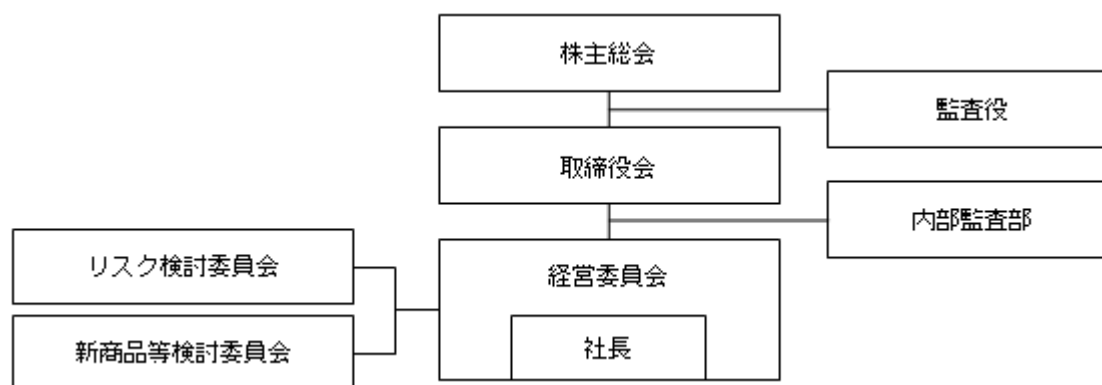 株主総会
監査役
取締役会
内部監査部
リスク検討委員会
経営委員会
新商品等検討委員会
社長